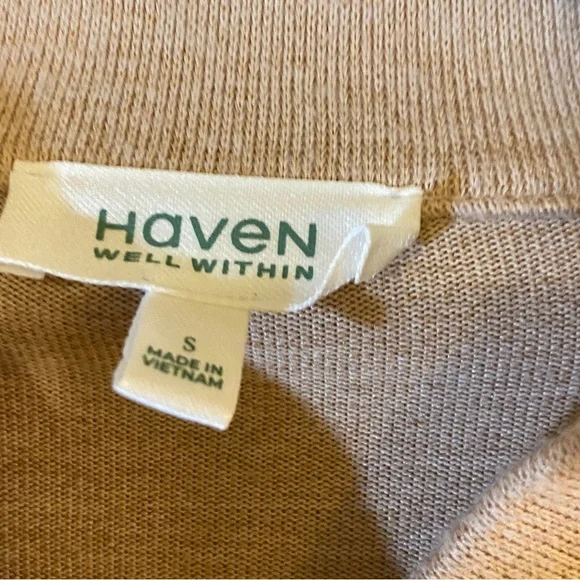 HaveN
WELL WITHIN
S
MADE IN
VIETNAM